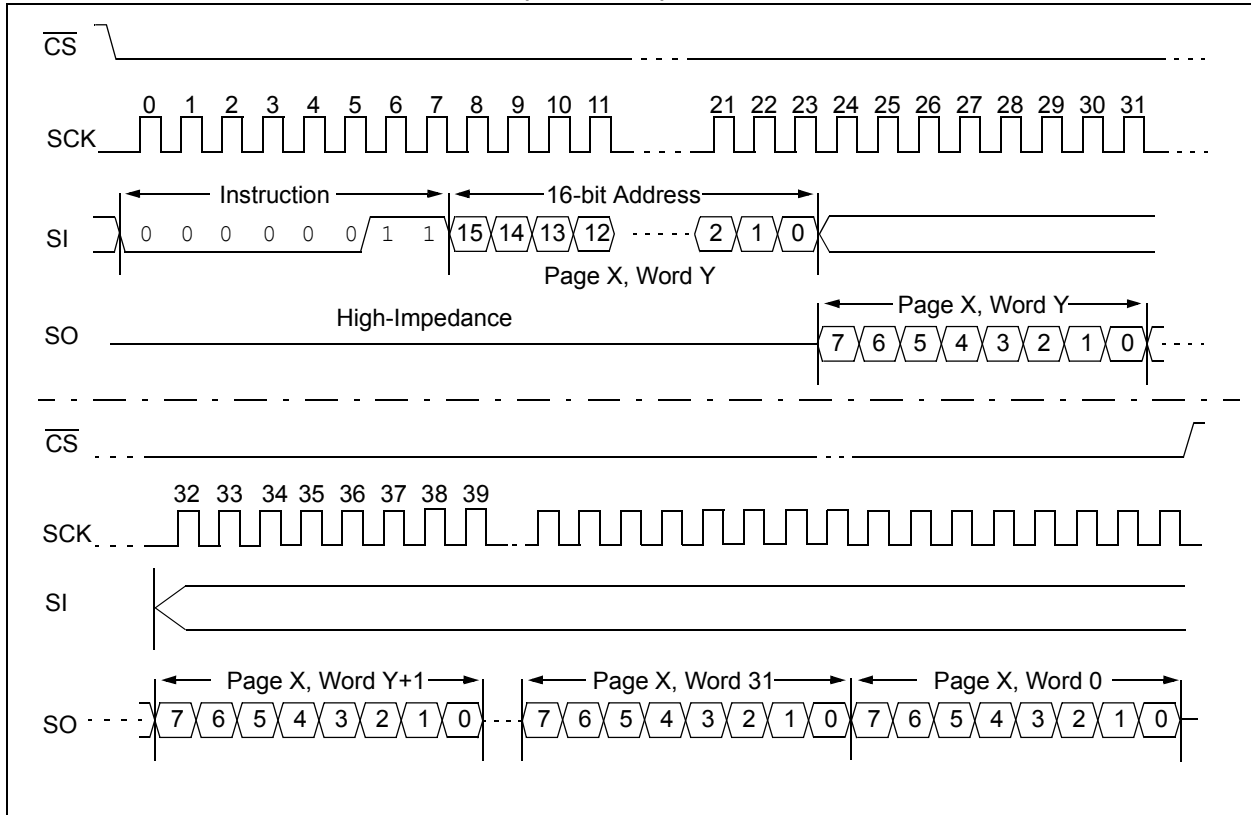 CS
0 1 2 3 4 5 6 7 8 9 10 11 21 22 23 24 25 26 27 28 29 30 31
SCK
Instruction 16-bit Address
SI 0 0 0 0 0 0 1 1 15 14 13 12 2 1 0
Page X, Word Y
Page X, Word Y
High-Impedance
SO 7 6 5 4 3 2 1 0
CS
32 33 34 35 36 37 38 39
SCK
SI
Page X, Word Y+1 Page X, Word 31 Page X, Word 0
SO 7 6 5 4 3 2 1 0 7 6 5 4 3 2 1 0 7 6 5 4 3 2 1 0